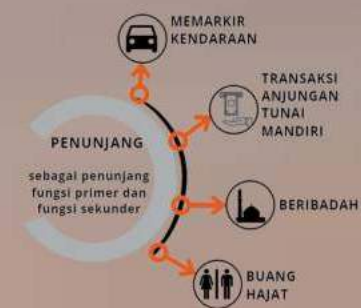 MEMARKIR
KENDARAAN
TRANSAKSI
ANJUNGAN
TUNAI
MANDIRI
PENUNJANG
sebagai penunjang
fungsi primer dan
fungsi sekunder
BERIBADAH
BUANG
HAJAT